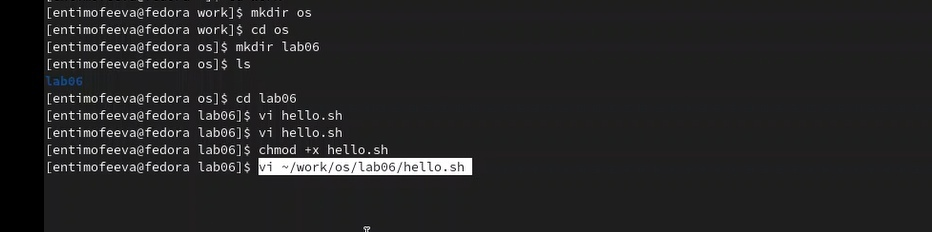 [entimofeeva@fedora work]$ mkdir os
[entimofeeva@fedora work]$ cd os
[entimofeeva@fedora os]$ mkdir lab06
[entimofeeva@fedora os]$ ls
lab06
[entimofeeva@fedora os]$ cd lab06
[entimofeeva@fedora lab06]$ vi hello.sh
[entimofeeva@fedora lab06]$ vi hello.sh
[entimofeeva@fedora lab06]$ chmod +x hello.sh
[entimofeeva@fedora lab06]$ vi ~/work/os/lab06/hello.sh